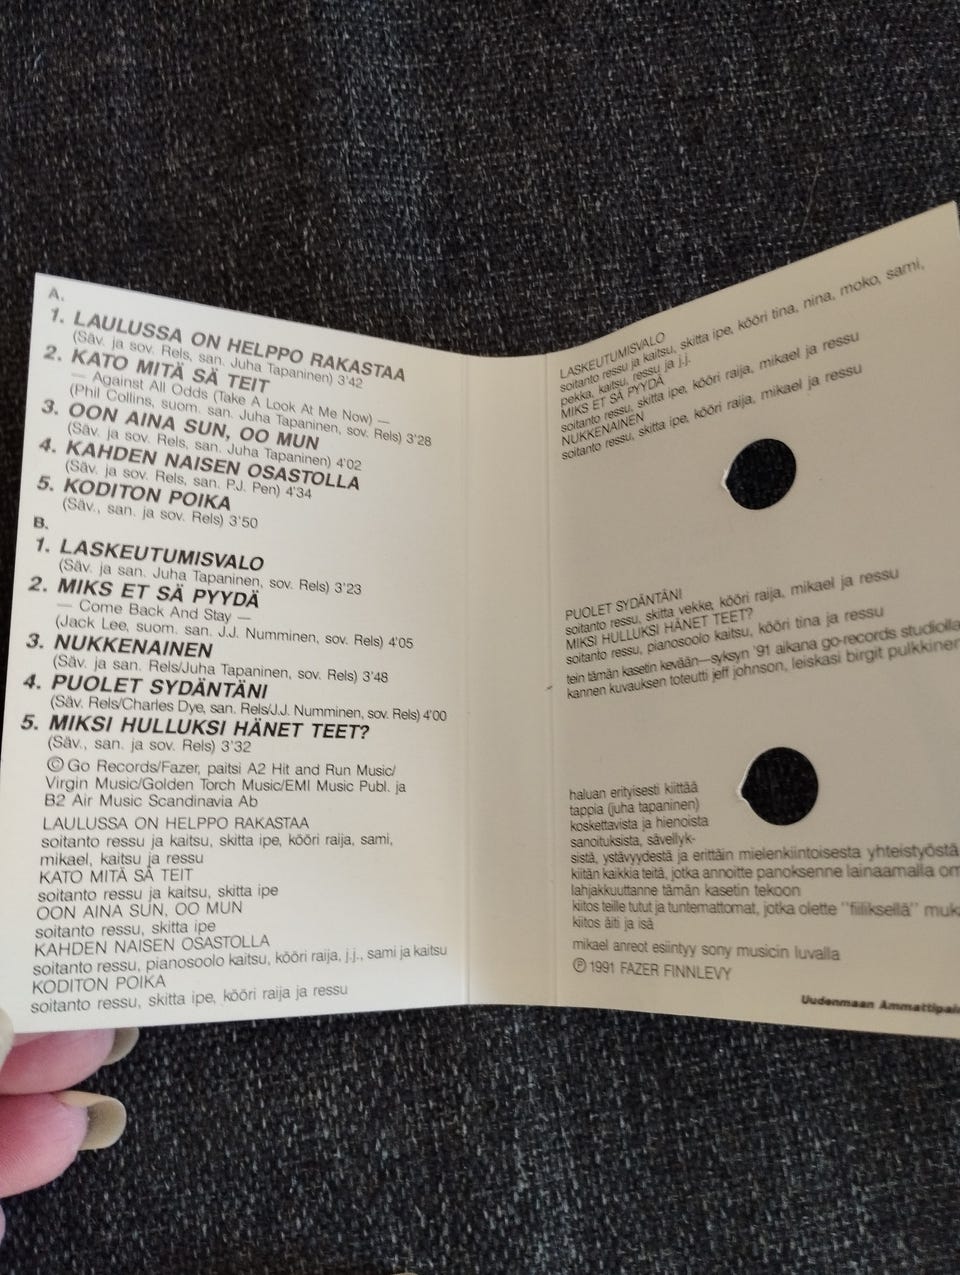 A.
1. LAULUSSA ON HELPPO RAKASTAA
(Säv. ja sov. Rels, san. Juha Tapaninen) 3'42
2. KATO MITÄ SÄ TEIT
— Against All Odds (Take A Look At Me Now) —
(Phil Collins, suom. san. Juha Tapaninen, sov. Rels) 3'28
3. OON AINA SUN, OO MUN
(Säv. ja sov. Rels, san. Juha Tapaninen) 4'02
4. KAHDEN NAISEN OSASTOLLA
(Säv. ja sov. Rels, san. P.J. Pen) 4'34
5. KODITON POIKA
(Säv., san. ja sov. Rels) 3'50
B.
1. LASKEUTUMISVALO
(Säv. ja san. Juha Tapaninen, sov. Rels) 3'23
2. MIKS ET SÄ PYYDÄ
— Come Back And Stay —
(Jack Lee, suom. san. J.J. Numminen, sov. Rels) 4'05
3. NUKKENAINEN
(Säv. ja san. Rels/Juha Tapaninen, sov. Rels) 3'48
4. PUOLET SYDÄNTÄNI
(Säv. Rels/Charles Dye, san. Rels/J.J. Numminen, sov. Rels) 4'00
5. MIKSI HULLUKSI HÄNET TEET?
(Säv., san. ja sov. Rels) 3'32
© Go Records/Fazer, paitsi A2 Hit and Run Music/
Virgin Music/Golden Torch Music/EMI Music Publ. ja
B2 Air Music Scandinavia Ab
LAULUSSA ON HELPPO RAKASTAA
soitanto ressu ja kaitsu, skitta ipe, kööri raija, sami,
mikael, kaitsu ja ressu
KATO MITÄ SÄ TEIT
soitanto ressu ja kaitsu, skitta ipe
OON AINA SUN, OO MUN
soitanto ressu, skitta ipe
KAHDEN NAISEN OSASTOLLA
soitanto ressu, pianosoolo kaitsu, kööri raija, j.j., sami ja kaitsu
KODITON POIKA
soitanto ressu, skitta ipe, kööri raija ja ressu
LASKEUTUMISVALO
soitanto ressu ja kaitsu, skitta ipe, kööri tina, nina, moko, sami,
pekka, kaitsu, ressu ja j.j.
MIKS ET SÄ PYYDÄ
soitanto ressu, skitta ipe, kööri raija, mikael ja ressu
NUKKENAINEN
soitanto ressu, skitta ipe, kööri raija, mikael ja ressu
PUOLET SYDÄNTÄNI
soitanto ressu, skitta vekke, kööri raija, mikael ja ressu
MIKSI HULLUKSI HÄNET TEET?
soitanto ressu, pianosoolo kaitsu, kööri tina ja ressu
tein tämän kasetin kevään—syksyn '91 aikana go-records studiolla
kannen kuvauksen toteutti jeff johnson, leiskasi birgit pulkkinen
haluan erityisesti kiittää
tappia (juha tapaninen)
koskettavista ja hienoista
sanoituksista, sävellyk-
sistä, ystävyydestä ja erittäin mielenkiintoisesta yhteistyöstä
kiitän kaikkia teitä, jotka annoitte panoksenne lainaamalla om
lahjakkuuttanne tämän kasetin tekoon
kiitos teille tutut ja tuntemattomat, jotka olette "fiiliksellä" muka
kiitos äiti ja isä
mikael anreot esiintyy sony musicin luvalla
℗ 1991 FAZER FINNLEVY
Uudenmaan Ammattipai